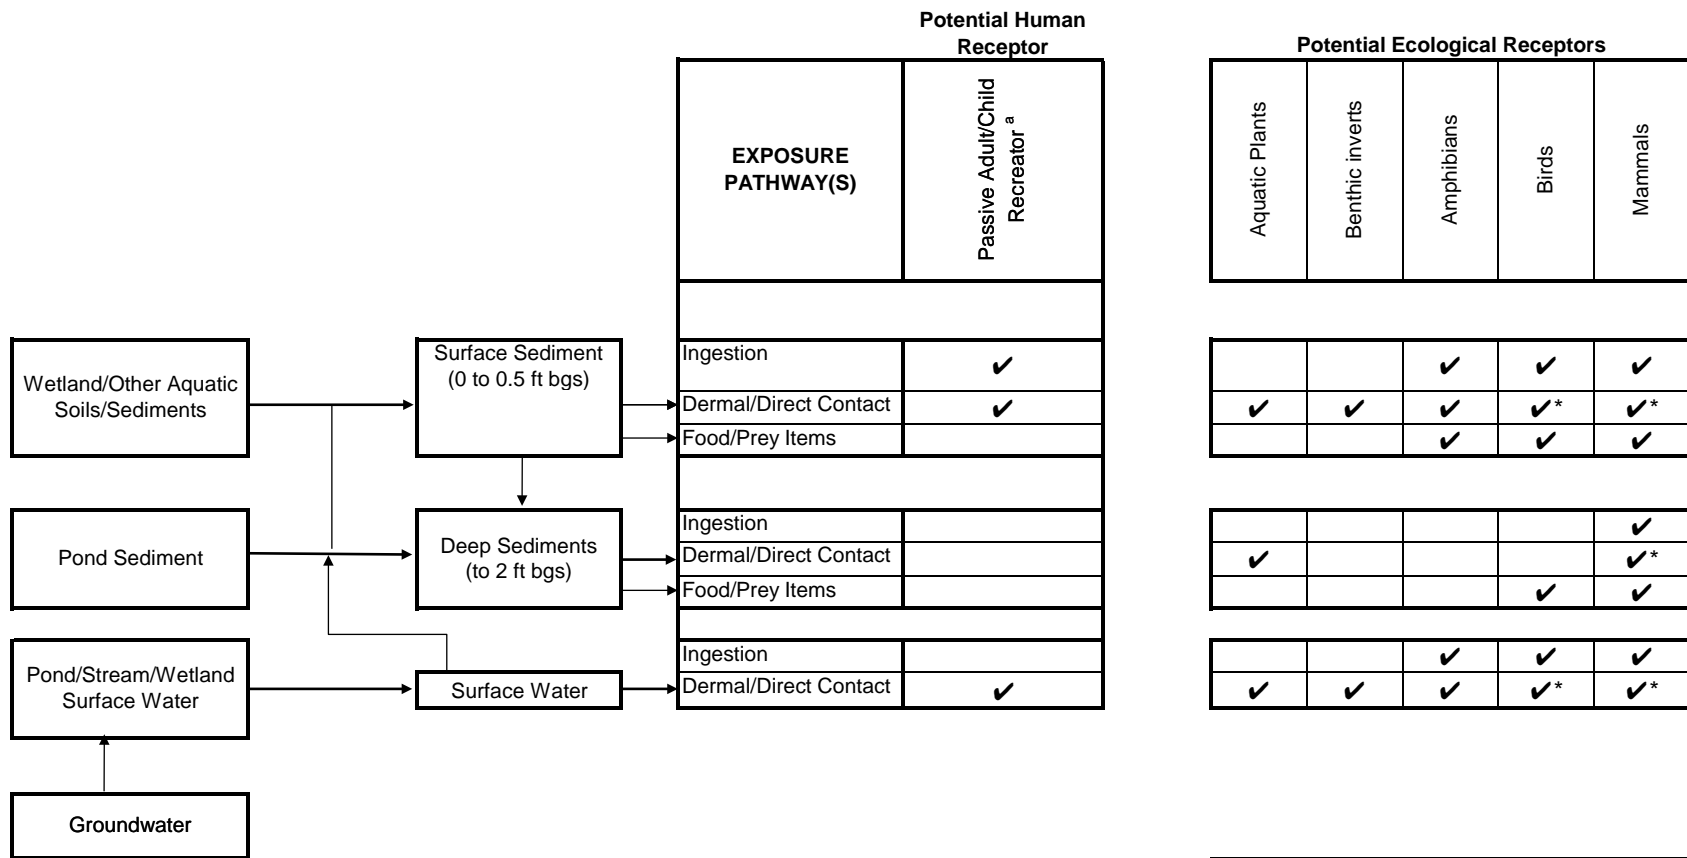 Potential Human
Receptor
Potential Ecological Receptors
EXPOSURE
PATHWAY(S)
Passive Adult/Child
Recreator ª
Aquatic Plants
Benthic inverts
Amphibians
Birds
Mammals
Wetland/Other Aquatic
Soils/Sediments
Surface Sediment
(0 to 0.5 ft bgs)
Ingestion ✔ ✔ ✔ ✔
Dermal/Direct Contact ✔ ✔ ✔ ✔ ✔* ✔*
Food/Prey Items ✔ ✔ ✔
Pond Sediment
Deep Sediments
(to 2 ft bgs)
Ingestion ✔
Dermal/Direct Contact ✔ ✔*
Food/Prey Items ✔ ✔
Pond/Stream/Wetland
Surface Water
Surface Water
Ingestion ✔ ✔ ✔
Dermal/Direct Contact ✔ ✔ ✔ ✔ ✔* ✔*
Groundwater